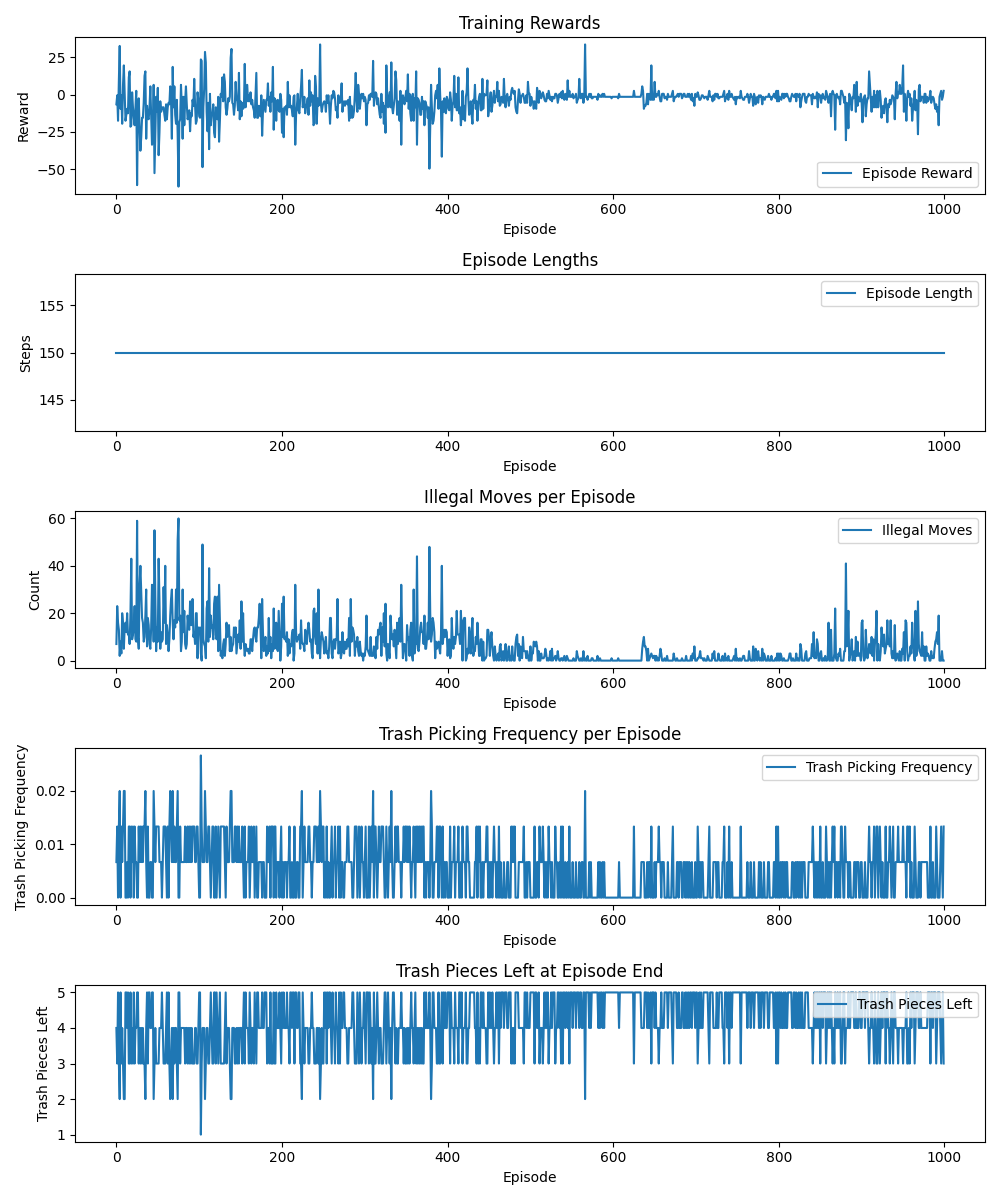 Training Rewards
25
0
−25
−50
Reward
Episode Reward
0 200 400 600 800 1000
Episode
Episode Lengths
155
150
145
Steps
Episode Length
0 200 400 600 800 1000
Episode
Illegal Moves per Episode
60
40
20
0
Count
Illegal Moves
0 200 400 600 800 1000
Episode
Trash Picking Frequency per Episode
0.02
0.01
0.00
Trash Picking Frequency
Trash Picking Frequency
0 200 400 600 800 1000
Episode
Trash Pieces Left at Episode End
5
4
3
2
1
Trash Pieces Left
Trash Pieces Left
0 200 400 600 800 1000
Episode